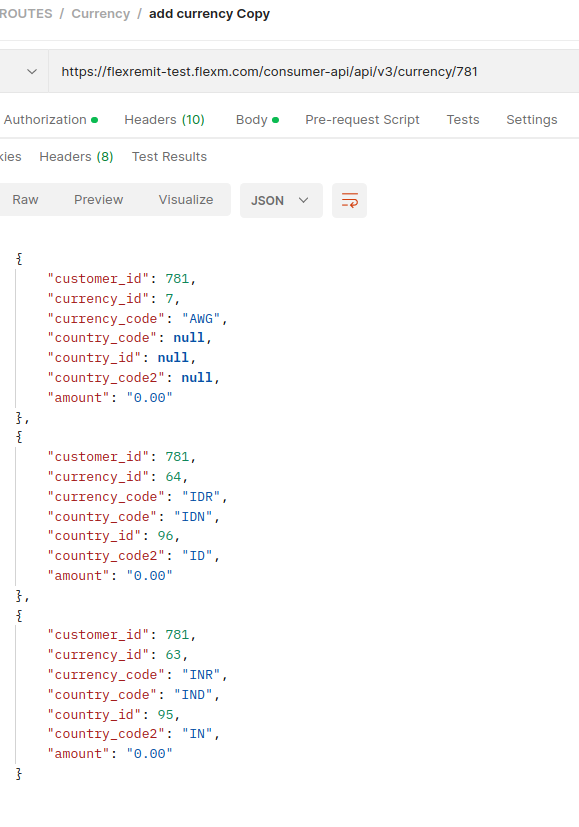 ROUTES / Currency / add currency Copy
https://flexremit-test.flexm.com/consumer-api/api/v3/currency/781
Authorization Headers (10) Body Pre-request Script Tests Settings
kies Headers (8) Test Results
Raw Preview Visualize JSON
{
"customer_id": 781,
"currency_id": 7,
"currency_code": "AWG",
"country_code": null,
"country_id": null,
"country_code2": null,
"amount": "0.00"
},
{
"customer_id": 781,
"currency_id": 64,
"currency_code": "IDR",
"country_code": "IDN",
"country_id": 96,
"country_code2": "ID",
"amount": "0.00"
},
{
"customer_id": 781,
"currency_id": 63,
"currency_code": "INR",
"country_code": "IND",
"country_id": 95,
"country_code2": "IN",
"amount": "0.00"
}